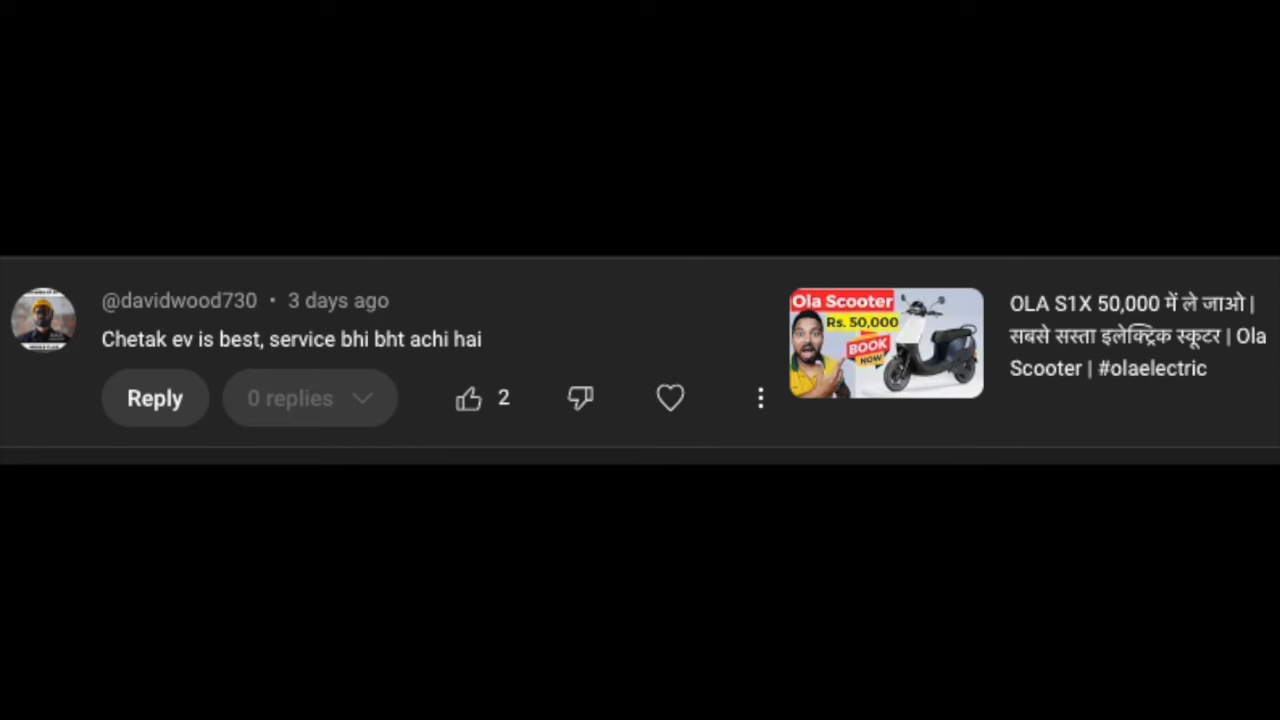 @davidwood730 • 3 days ago
Chetak ev is best, service bhi bht achi hai
Reply
0 replies
2
Ola Scooter
Rs. 50,000
BOOK
NOW
OLA S1X 50,000 में ले जाओ |
सबसे सस्ता इलेक्ट्रिक स्कूटर | Ola
Scooter | #olaelectric